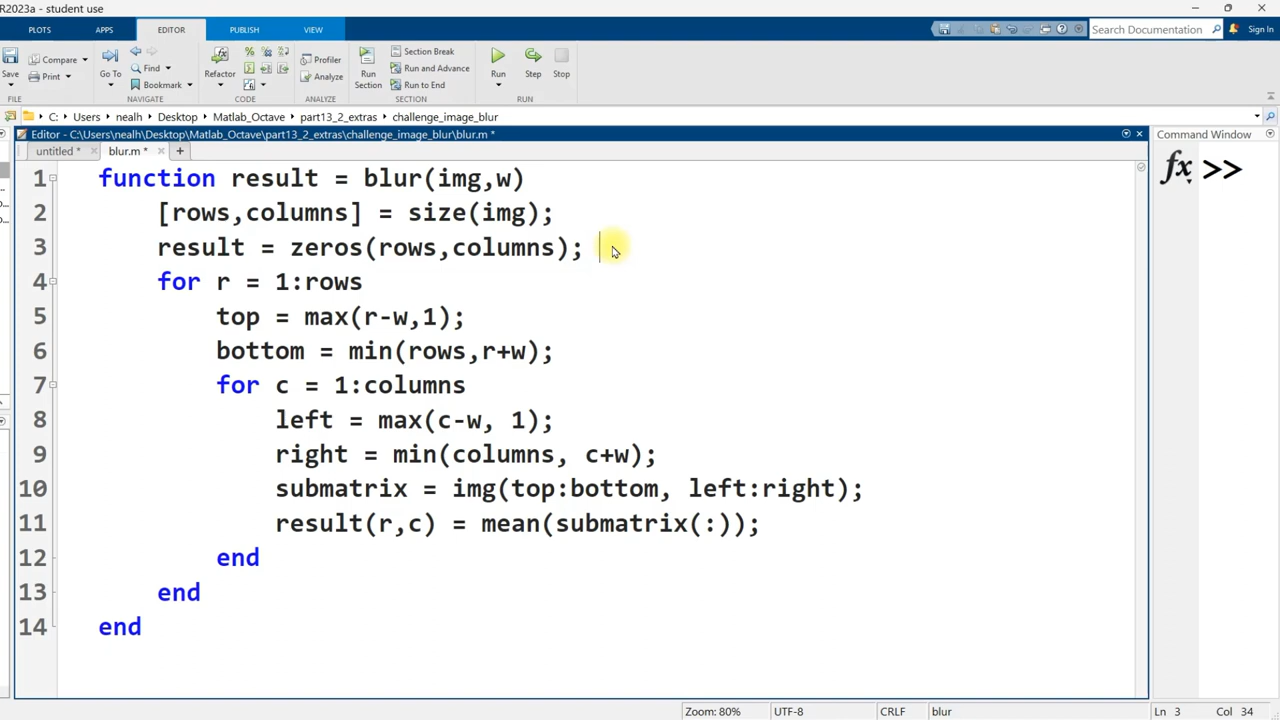 R2023a - student use
PLOTS APPS EDITOR PUBLISH VIEW Search Documentation Sign In
Save Compare Print Go To Find Bookmark Refactor Profiler Analyze Run Section Section Break Run and Advance Run to End Run Step Stop
FILE NAVIGATE CODE ANALYZE SECTION RUN
C: Users nealh Desktop Matlab_Octave part13_2_extras challenge_image_blur
Editor - C:\Users\nealh\Desktop\Matlab_Octave\part13_2_extras\challenge_image_blur\blur.m *
Command Window
untitled * blur.m * +
fx >>
1 function result = blur(img,w)
2 [rows,columns] = size(img);
3 result = zeros(rows,columns);
4 for r = 1:rows
5 top = max(r-w,1);
6 bottom = min(rows,r+w);
7 for c = 1:columns
8 left = max(c-w, 1);
9 right = min(columns, c+w);
10 submatrix = img(top:bottom, left:right);
11 result(r,c) = mean(submatrix(:));
12 end
13 end
14 end
Zoom: 80% UTF-8 CRLF blur Ln 3 Col 34